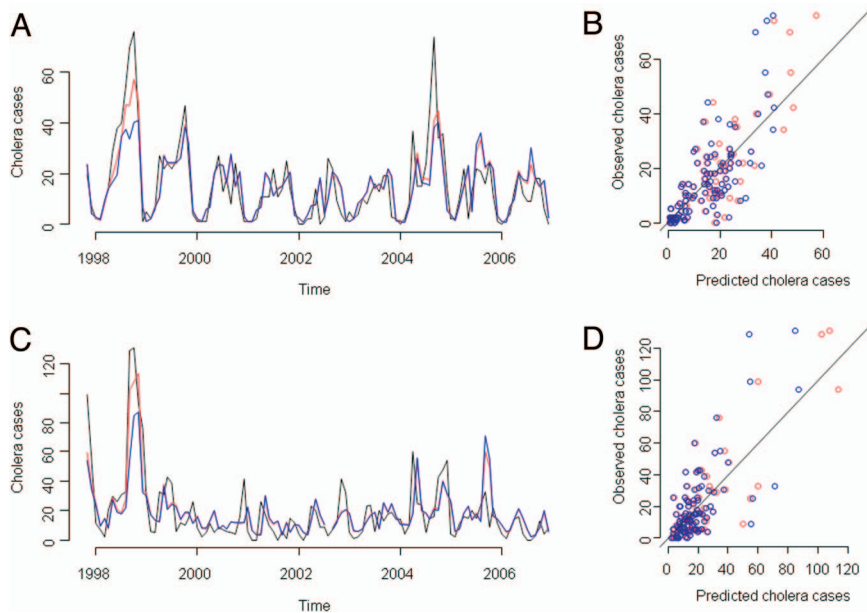 A
Cholera cases
0 20 40 60
1998 2000 2002 2004 2006
Time
B
Observed cholera cases
0 20 40 60
0 20 40 60
Predicted cholera cases
C
Cholera cases
0 20 40 60 80 120
1998 2000 2002 2004 2006
Time
D
Observed cholera cases
0 20 40 60 80 100 120
0 20 40 60 80 100 120
Predicted cholera cases